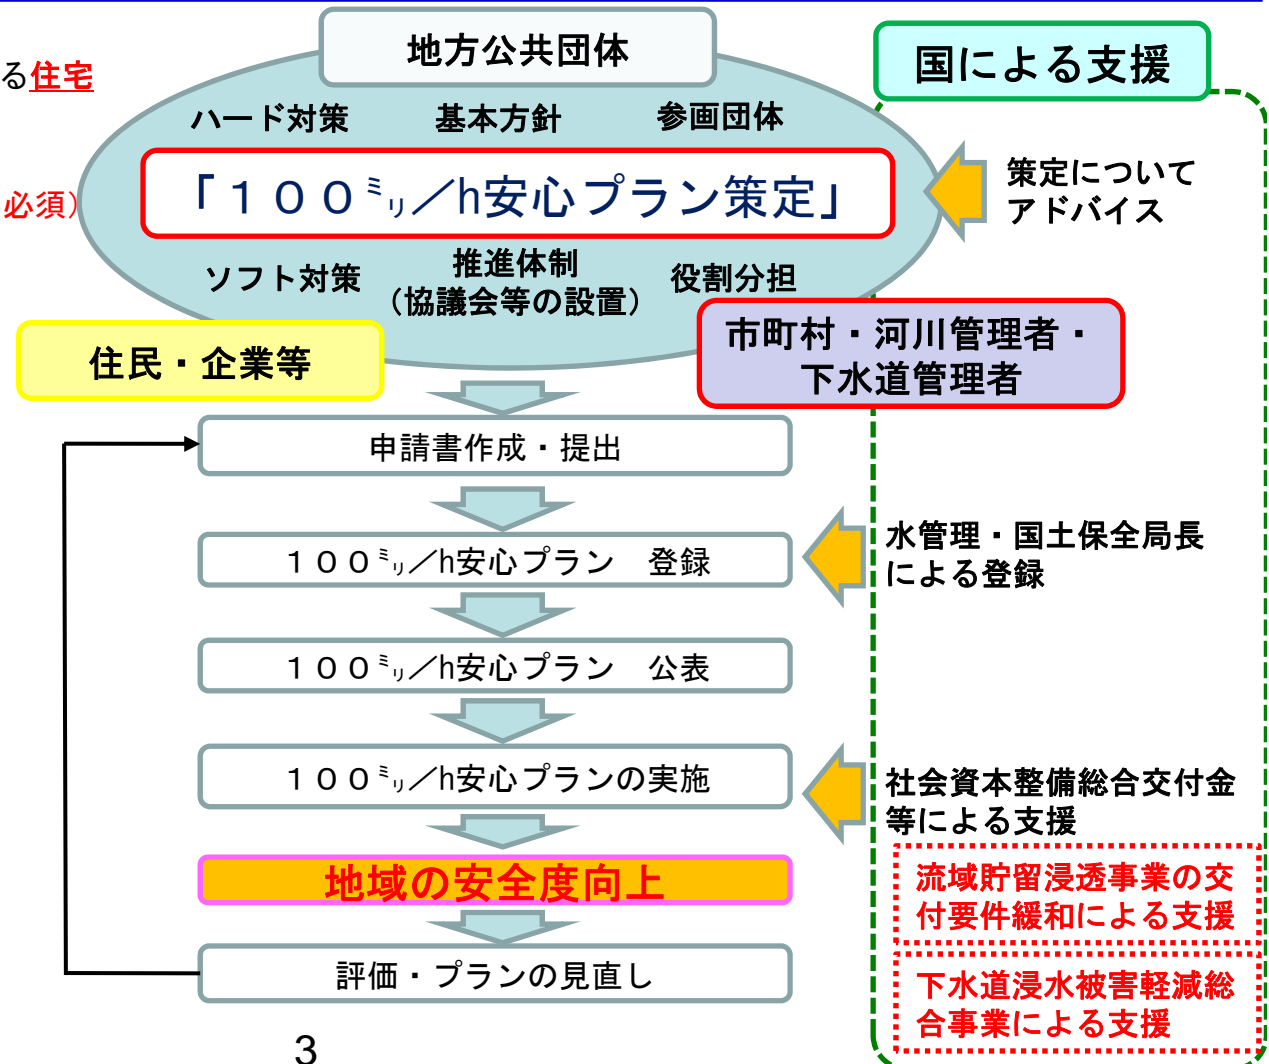 地方公共団体
国による支援
る住宅
ハード対策
基本方針
参画団体
「１００㍉／h安心プラン策定」
必須）
策定について
アドバイス
ソフト対策
推進体制
（協議会等の設置）
役割分担
住民・企業等
市町村・河川管理者・
下水道管理者
申請書作成・提出
１００㍉／h安心プラン　登録
水管理・国土保全局長
による登録
１００㍉／h安心プラン　公表
１００㍉／h安心プランの実施
社会資本整備総合交付金
等による支援
地域の安全度向上
流域貯留浸透事業の交
付要件緩和による支援
評価・プランの見直し
下水道浸水被害軽減総
合事業による支援
3